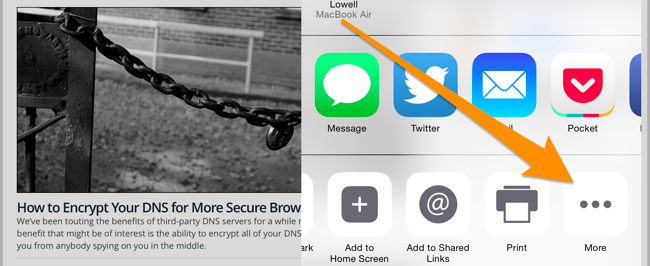 Lowell
MacBook Air
Message
Twitter
Pocket
How to Encrypt Your DNS for More Secure Brow
We've been touting the benefits of third-party DNS servers for a while
benefit that might be of interest is the ability to encrypt all of your DNS
you from anybody spying on you in the middle.
Add to
Home Screen
Add to Shared
Links
Print
More